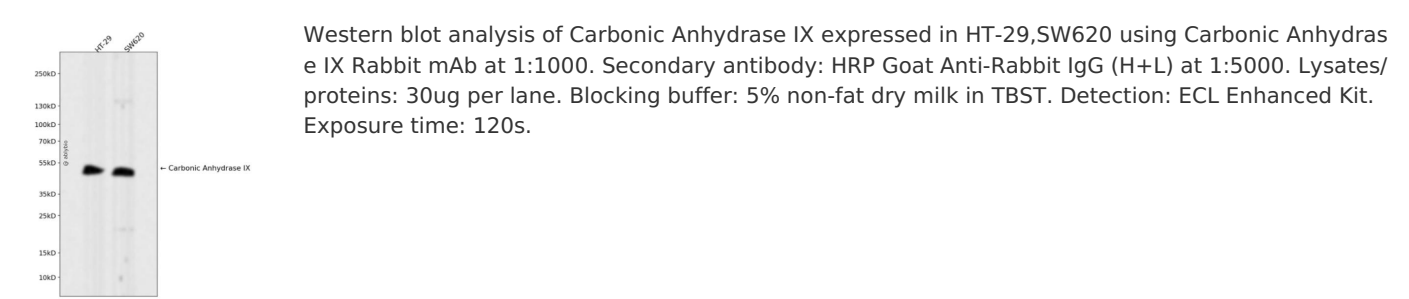 HT-29
SW620
250kD
130kD
100kD
70kD
55kD
35kD
25kD
15kD
10kD
@ abbybio
← Carbonic Anhydrase IX
Western blot analysis of Carbonic Anhydrase IX expressed in HT-29,SW620 using Carbonic Anhydras
e IX Rabbit mAb at 1:1000. Secondary antibody: HRP Goat Anti-Rabbit IgG (H+L) at 1:5000. Lysates/
proteins: 30ug per lane. Blocking buffer: 5% non-fat dry milk in TBST. Detection: ECL Enhanced Kit.
Exposure time: 120s.